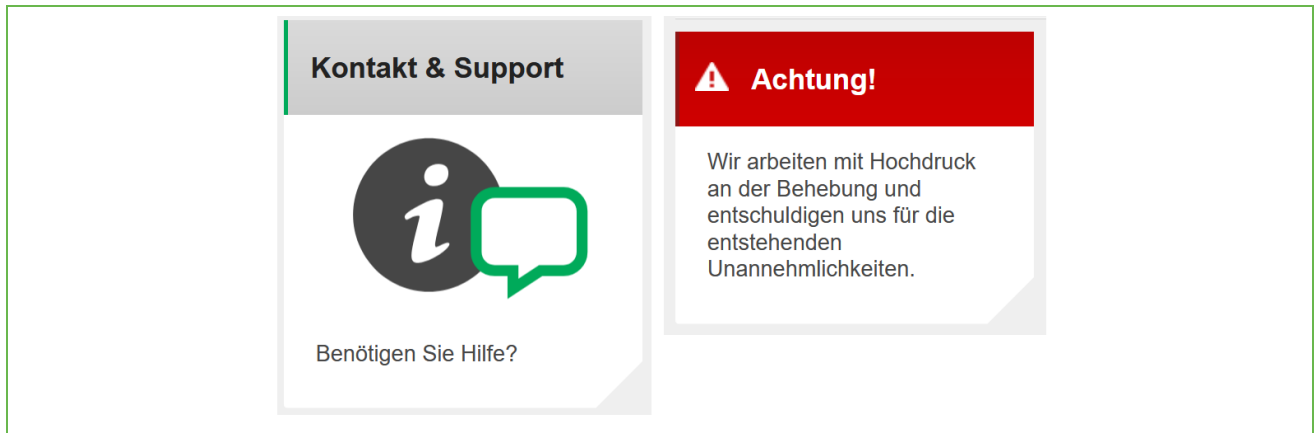 Kontakt & Support
Benötigen Sie Hilfe?
Achtung!
Wir arbeiten mit Hochdruck
an der Behebung und
entschuldigen uns für die
entstehenden
Unannehmlichkeiten.